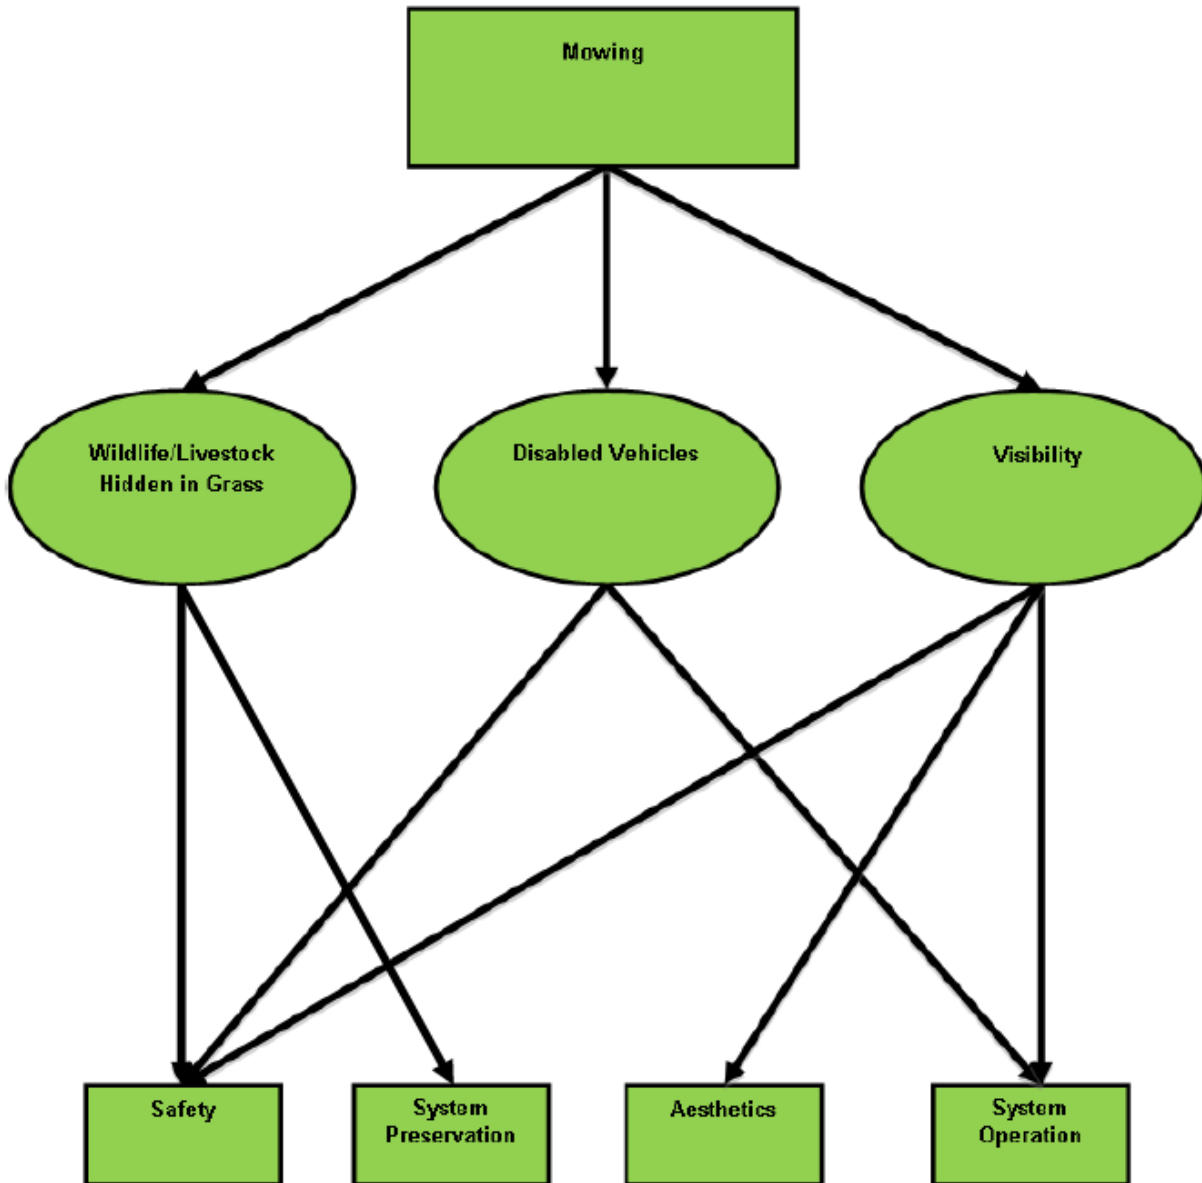 Mowing
Wildlife/Livestock
Hidden in Grass
Disabled Vehicles
Visibility
Safety
System
Preservation
Aesthetics
System
Operation